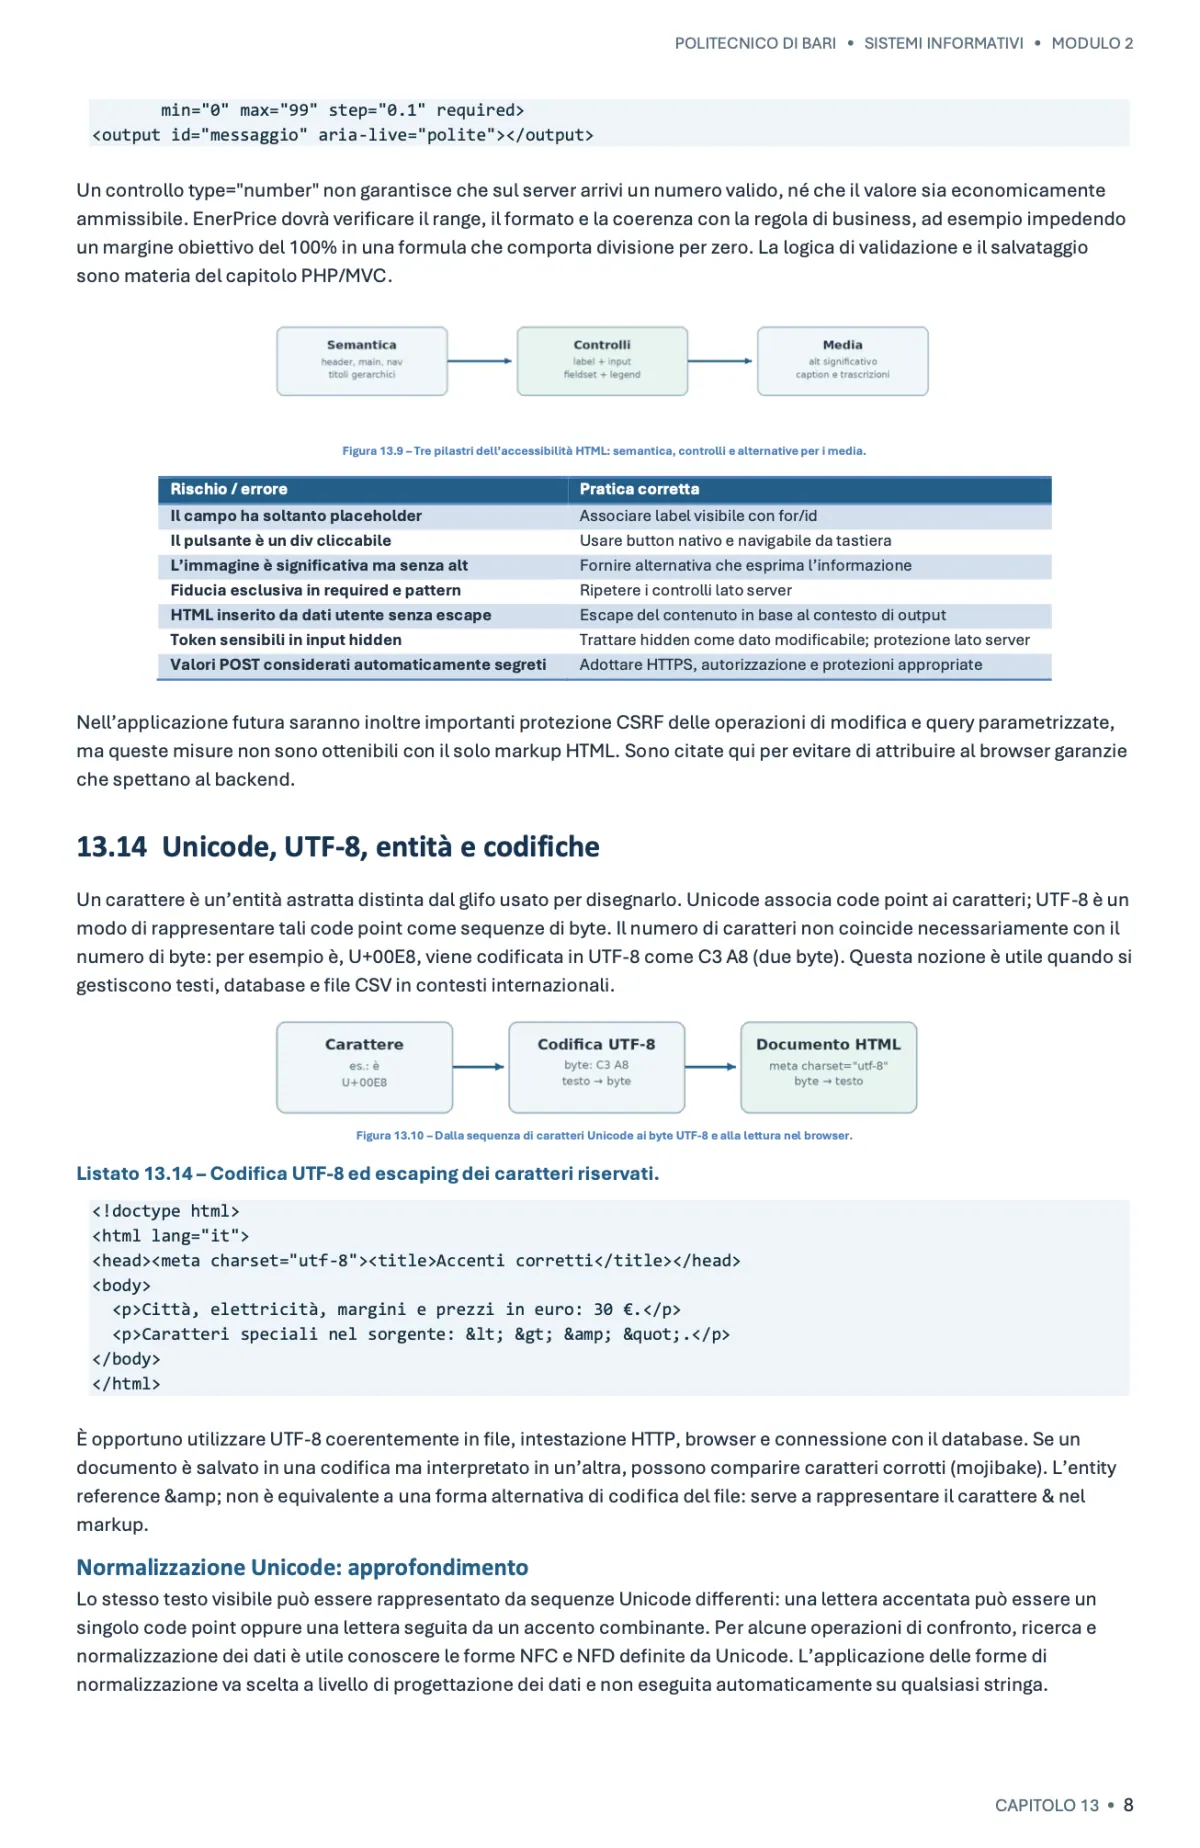 POLITECNICO DI BARI • SISTEMI INFORMATIVI • MODULO 2
min="0" max="99" step="0.1" required>
<output id="messaggio" aria-live="polite"></output>
Un controllo type="number" non garantisce che sul server arrivi un numero valido, né che il valore sia economicamente
ammissibile. EnerPrice dovrà verificare il range, il formato e la coerenza con la regola di business, ad esempio impedendo
un margine obiettivo del 100% in una formula che comporta divisione per zero. La logica di validazione e il salvataggio
sono materia del capitolo PHP/MVC.
Semantica
header, main, nav
titoli gerarchici
Controlli
label + input
fieldset + legend
Media
alt significativo
caption e trascrizioni
Figura 13.9 – Tre pilastri dell'accessibilità HTML: semantica, controlli e alternative per i media.
Rischio / errore Pratica corretta
Il campo ha soltanto placeholder Associare label visibile con for/id
Il pulsante è un div cliccabile Usare button nativo e navigabile da tastiera
L'immagine è significativa ma senza alt Fornire alternativa che esprima l'informazione
Fiducia esclusiva in required e pattern Ripetere i controlli lato server
HTML inserito da dati utente senza escape Escape del contenuto in base al contesto di output
Token sensibili in input hidden Trattare hidden come dato modificabile; protezione lato server
Valori POST considerati automaticamente segreti Adottare HTTPS, autorizzazione e protezioni appropriate
Nell'applicazione futura saranno inoltre importanti protezione CSRF delle operazioni di modifica e query parametrizzate,
ma queste misure non sono ottenibili con il solo markup HTML. Sono citate qui per evitare di attribuire al browser garanzie
che spettano al backend.
13.14 Unicode, UTF-8, entità e codifiche
Un carattere è un'entità astratta distinta dal glifo usato per disegnarlo. Unicode associa code point ai caratteri; UTF-8 è un
modo di rappresentare tali code point come sequenze di byte. Il numero di caratteri non coincide necessariamente con il
numero di byte: per esempio è, U+00E8, viene codificata in UTF-8 come C3 A8 (due byte). Questa nozione è utile quando si
gestiscono testi, database e file CSV in contesti internazionali.
Carattere
es.: è
U+00E8
Codifica UTF-8
byte: C3 A8
testo → byte
Documento HTML
meta charset="utf-8"
byte → testo
Figura 13.10 – Dalla sequenza di caratteri Unicode ai byte UTF-8 e alla lettura nel browser.
Listato 13.14 – Codifica UTF-8 ed escaping dei caratteri riservati.
<!doctype html>
<html lang="it">
<head><meta charset="utf-8"><title>Accenti corretti</title></head>
<body>
<p>Città, elettricità, margini e prezzi in euro: 30 €.</p>
<p>Caratteri speciali nel sorgente: &lt; &gt; &amp; &quot;.</p>
</body>
</html>
È opportuno utilizzare UTF-8 coerentemente in file, intestazione HTTP, browser e connessione con il database. Se un
documento è salvato in una codifica ma interpretato in un'altra, possono comparire caratteri corrotti (mojibake). L'entity
reference &amp; non è equivalente a una forma alternativa di codifica del file: serve a rappresentare il carattere & nel
markup.
Normalizzazione Unicode: approfondimento
Lo stesso testo visibile può essere rappresentato da sequenze Unicode differenti: una lettera accentata può essere un
singolo code point oppure una lettera seguita da un accento combinante. Per alcune operazioni di confronto, ricerca e
normalizzazione dei dati è utile conoscere le forme NFC e NFD definite da Unicode. L'applicazione delle forme di
normalizzazione va scelta a livello di progettazione dei dati e non eseguita automaticamente su qualsiasi stringa.
CAPITOLO 13 • 8